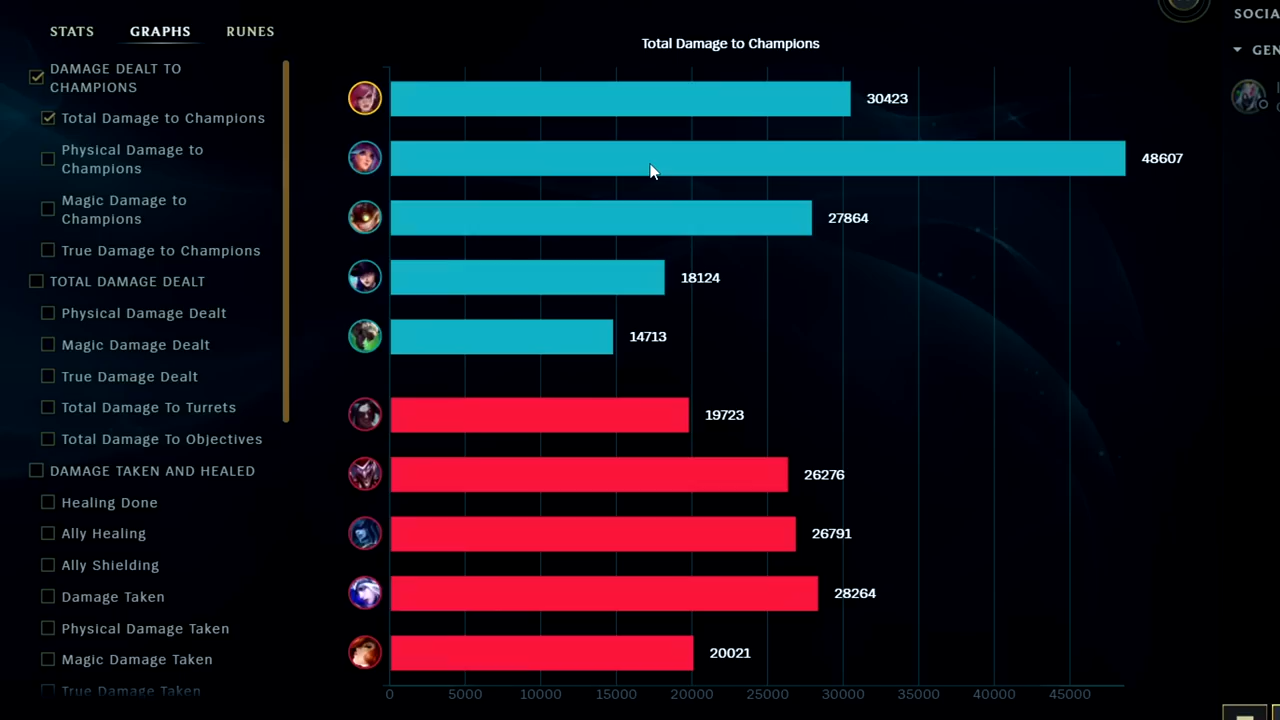 STATS
GRAPHS
RUNES
DAMAGE DEALT TO
CHAMPIONS
Total Damage to Champions
Physical Damage to
Champions
Magic Damage to
Champions
True Damage to Champions
TOTAL DAMAGE DEALT
Physical Damage Dealt
Magic Damage Dealt
True Damage Dealt
Total Damage To Turrets
Total Damage To Objectives
DAMAGE TAKEN AND HEALED
Healing Done
Ally Healing
Ally Shielding
Damage Taken
Physical Damage Taken
Magic Damage Taken
True Damage Taken
Total Damage to Champions
30423
48607
27864
18124
14713
19723
26276
26791
28264
20021
0 5000 10000 15000 20000 25000 30000 35000 40000 45000
SOCIA
GEN